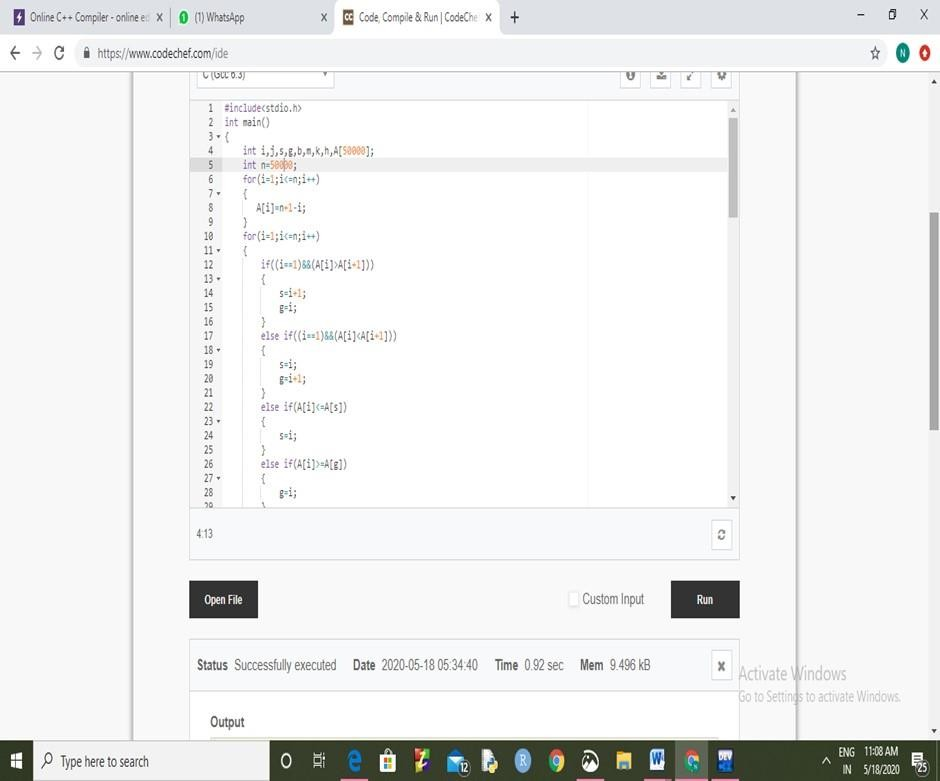 Online C++ Compiler - online ed
(1) WhatsApp
Code, Compile & Run | CodeChe
https://www.codechef.com/ide
N
C (Gcc 6.3)
1 #include<stdio.h>
2 int main()
3 {
4 int i,j,s,g,b,m,k,h,A[50000];
5 int n=50000;
6 for(i=1;i<=n;i++)
7 {
8 A[i]=n+1-i;
9 }
10 for(i=1;i<=n;i++)
11 {
12 if((i==1)&&(A[i]>A[i+1]))
13 {
14 s=i+1;
15 g=i;
16 }
17 else if((i==1)&&(A[i]<A[i+1]))
18 {
19 s=i;
20 g=i+1;
21 }
22 else if(A[i]<=A[s])
23 {
24 s=i;
25 }
26 else if(A[i]>=A[g])
27 {
28 g=i;
29 }
4:13
Open File
Custom Input
Run
Status Successfully executed Date 2020-05-18 05:34:40 Time 0.92 sec Mem 9.496 kB
x
Activate Windows
Go to Settings to activate Windows.
Output
Type here to search
12
R
W
DEV
ENG 11:08 AM
IN 5/18/2020
25